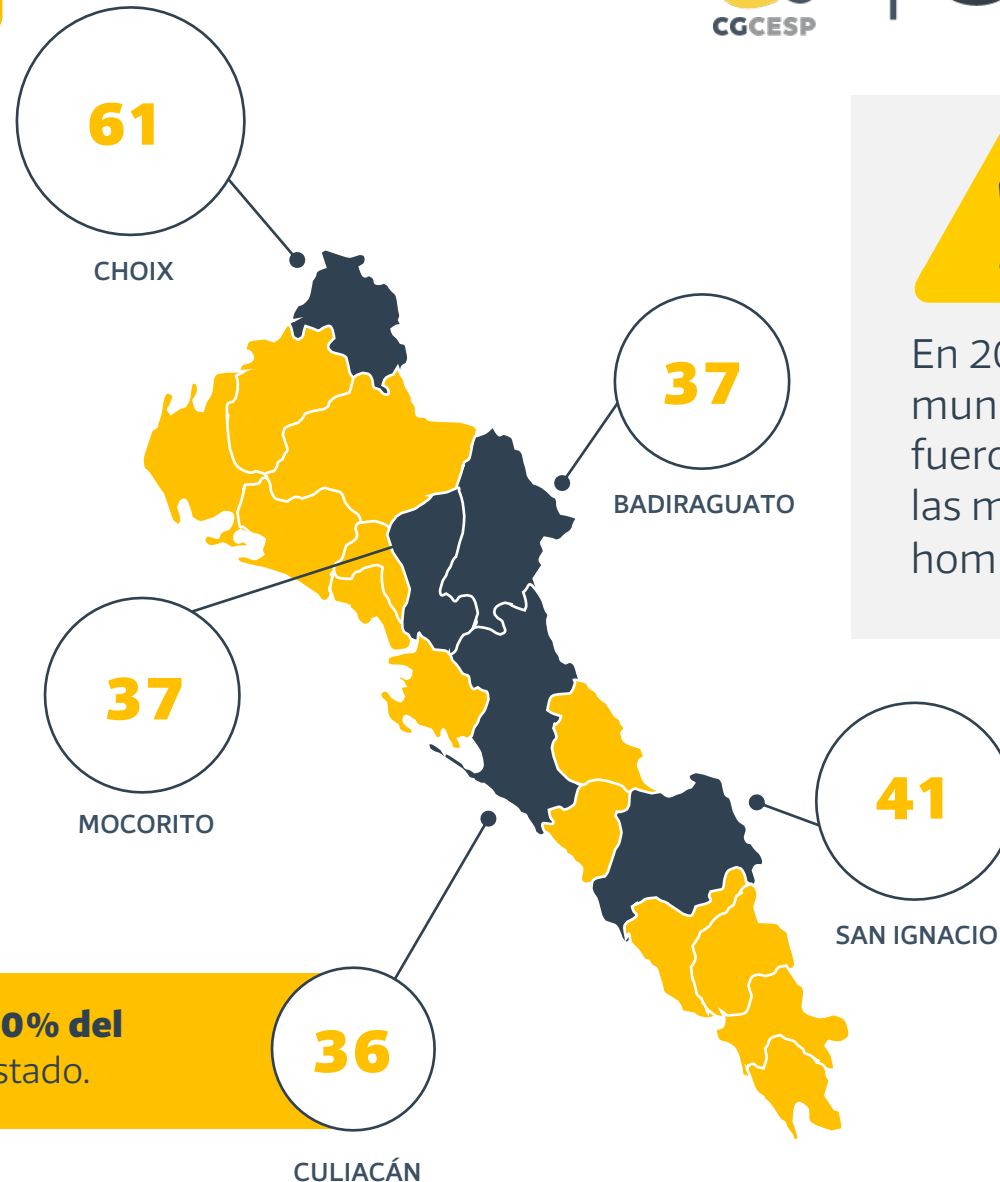 CGCESP
61
CHOIX
37
BADIRAGUATO
En 20
mun
fuero
las m
hom
37
MOCORITO
41
SAN IGNACIO
0% del
stado.
36
CULIACÁN